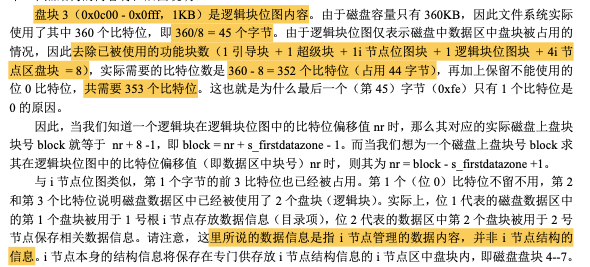 盘块 3（0x0c00 - 0x0fff，1KB）是逻辑块位图内容。由于磁盘容量只有 360KB，因此文件系统实际
使用了其中 360 个比特位，即 360/8 = 45 个字节。由于逻辑块位图仅表示磁盘中数据区中盘块被占用的
情况，因此去除已被使用的功能块数（1 引导块 + 1 超级块 + 1i 节点位图块 + 1 逻辑块位图块 + 4i 节
点区盘块 = 8），实际需要的比特位数是 360 - 8 = 352 个比特位（占用 44 字节），再加上保留不能使用的
位 0 比特位，共需要 353 个比特位。这也就是为什么最后一个（第 45）字节（0xfe）只有 1 个比特位是
0 的原因。
因此，当我们知道一个逻辑块在逻辑块位图中的比特位偏移值 nr 时，那么其对应的实际磁盘上盘块
块号 block 就等于 nr + 8 -1，即 block = nr + s_firstdatazone - 1。而当我们想为一个磁盘上盘块号 block 求
其在逻辑块位图中的比特位偏移值（即数据区中块号）nr 时，则其为 nr = block - s_firstdatazone +1。
与 i 节点位图类似，第 1 个字节的前 3 比特位也已经被占用。第 1 个（位 0）比特位不留不用，第 2
和第 3 个比特位说明磁盘数据区中已经被使用了 2 个盘块（逻辑块）。实际上，位 1 代表的磁盘数据区中
的第 1 个盘块被用于 1 号根 i 节点存放数据信息（目录项），位 2 代表的数据区中第 2 个盘块被用于 2 号
节点保存相关数据信息。请注意，这里所说的数据信息是指 i 节点管理的数据内容，并非 i 节点结构的
信息。i 节点本身的结构信息将保存在专门供存放 i 节点结构信息的 i 节点区中盘块内，即磁盘盘块 4--7。